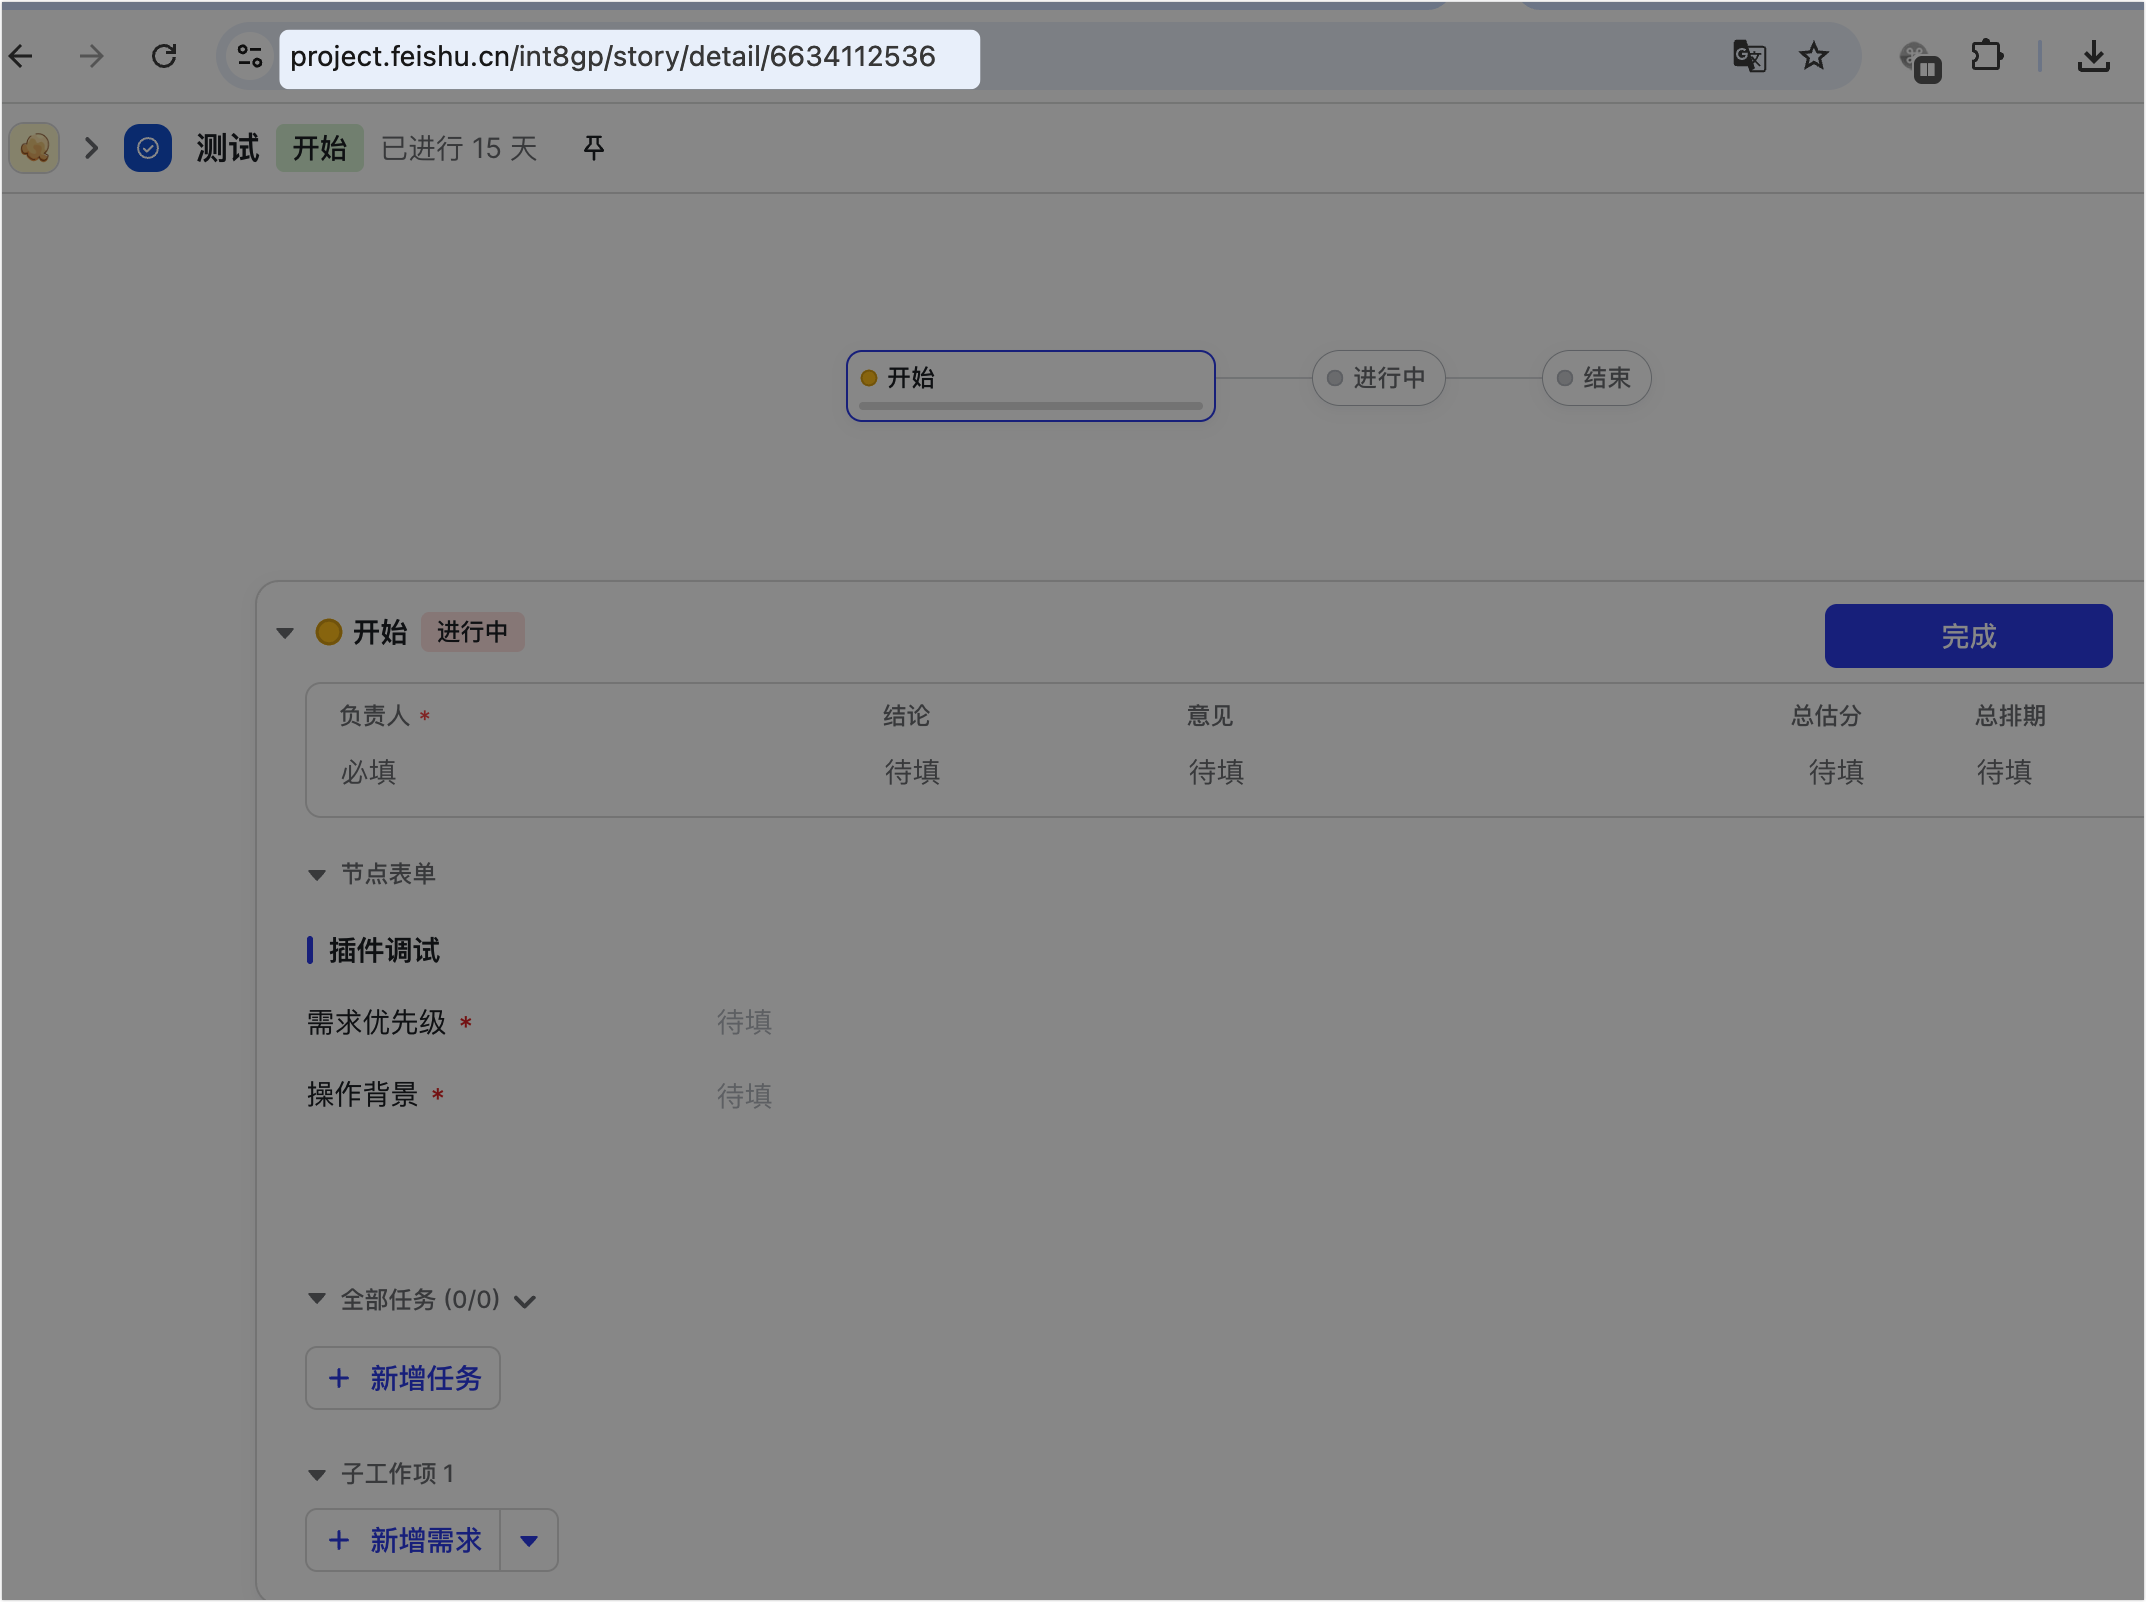 project.feishu.cn/int8gp/story/detail/6634112536
测试 开始 已进行 15 天
开始 进行中 结束
开始 进行中 完成
负责人 * 结论 意见 总估分 总排期
必填 待填 待填 待填 待填
节点表单
插件调试
需求优先级 * 待填
操作背景 * 待填
全部任务 (0/0)
+ 新增任务
子工作项 1
+ 新增需求